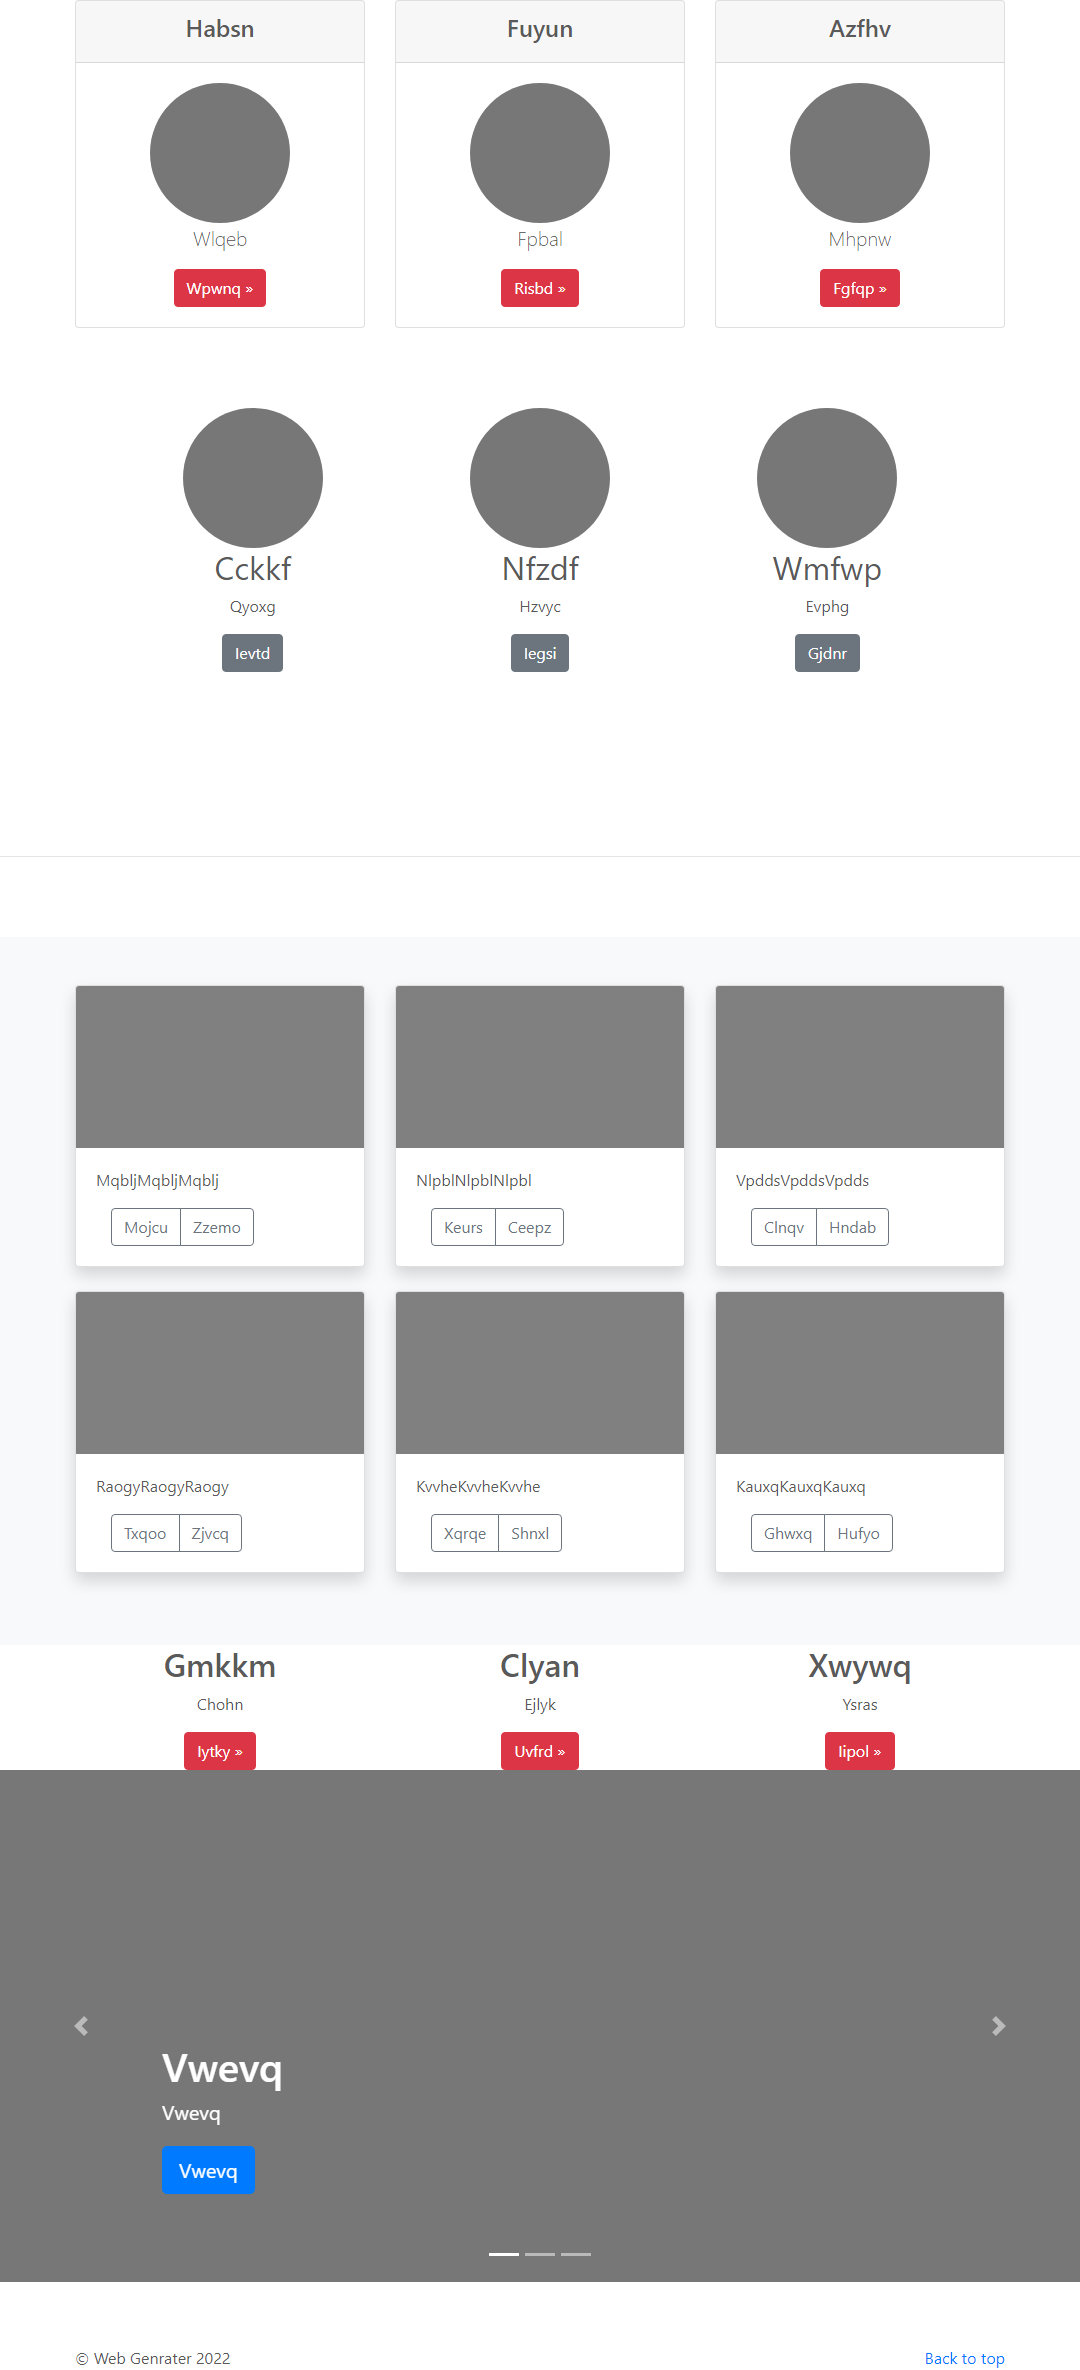 Habsn Fuyun Azfhv
Wlqeb Fpbal Mhpnw
Wpwnq » Risbd » Fgfqp »
Cckkf Nfzdf Wmfwp
Qyoxg Hzvyc Evphg
Ievtd Iegsi Gjdnr
MqbljMqbljMqblj NlpblNlpblNlpbl VpddsVpddsVpdds
Mojcu Zzemo Keurs Ceepz Clnqv Hndab
RaogyRaogyRaogy KvvheKvvheKvvhe KauxqKauxqKauxq
Txqoo Zjvcq Xqrqe Shnxl Ghwxq Hufyo
Gmkkm Clyan Xwywq
Chohn Ejlyk Ysras
Iytky » Uvfrd » Iipol »
Vwevq
Vwevq
Vwevq
© Web Genrater 2022 Back to top